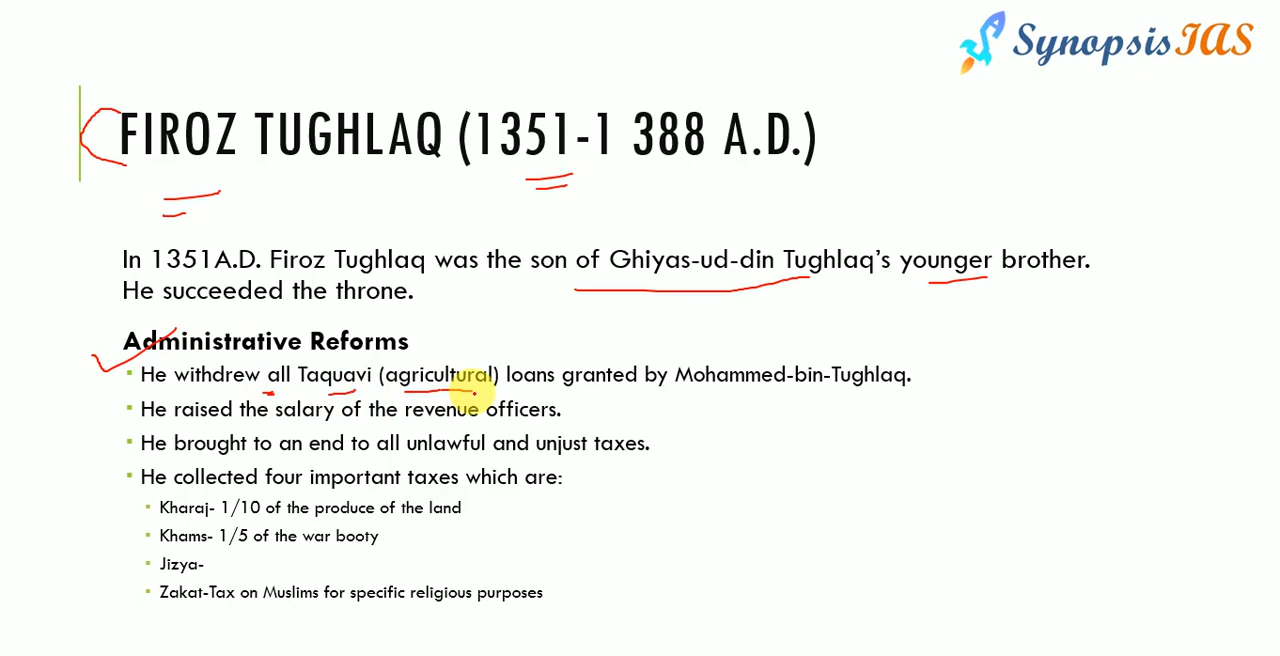 SynopsisIAS
FIROZ TUGHLAQ (1351-1 388 A.D.)
In 1351A.D. Firoz Tughlaq was the son of Ghiyas-ud-din Tughlaq's younger brother.
He succeeded the throne.
Administrative Reforms
He withdrew all Taquavi (agricultural) loans granted by Mohammed-bin-Tughlaq.
He raised the salary of the revenue officers.
He brought to an end to all unlawful and unjust taxes.
He collected four important taxes which are:
Kharaj- 1/10 of the produce of the land
Khams- 1/5 of the war booty
Jizya-
Zakat-Tax on Muslims for specific religious purposes